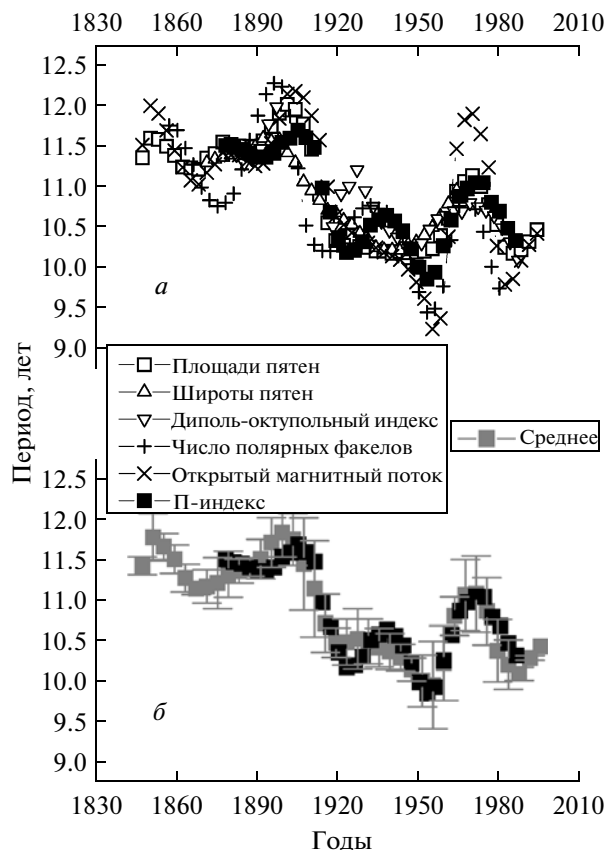 1830 1860 1890 1920 1950 1980 2010
12.5
12.0
11.5
11.0
10.5
10.0
9.5
9.0
а
Период, лет
Площади пятен
Широты пятен
Диполь-октупольный индекс
Число полярных факелов
Открытый магнитный поток
П-индекс
Среднее
12.5
12.0
11.5
11.0
10.5
10.0
9.5
9.0
б
1830 1860 1890 1920 1950 1980 2010
Годы